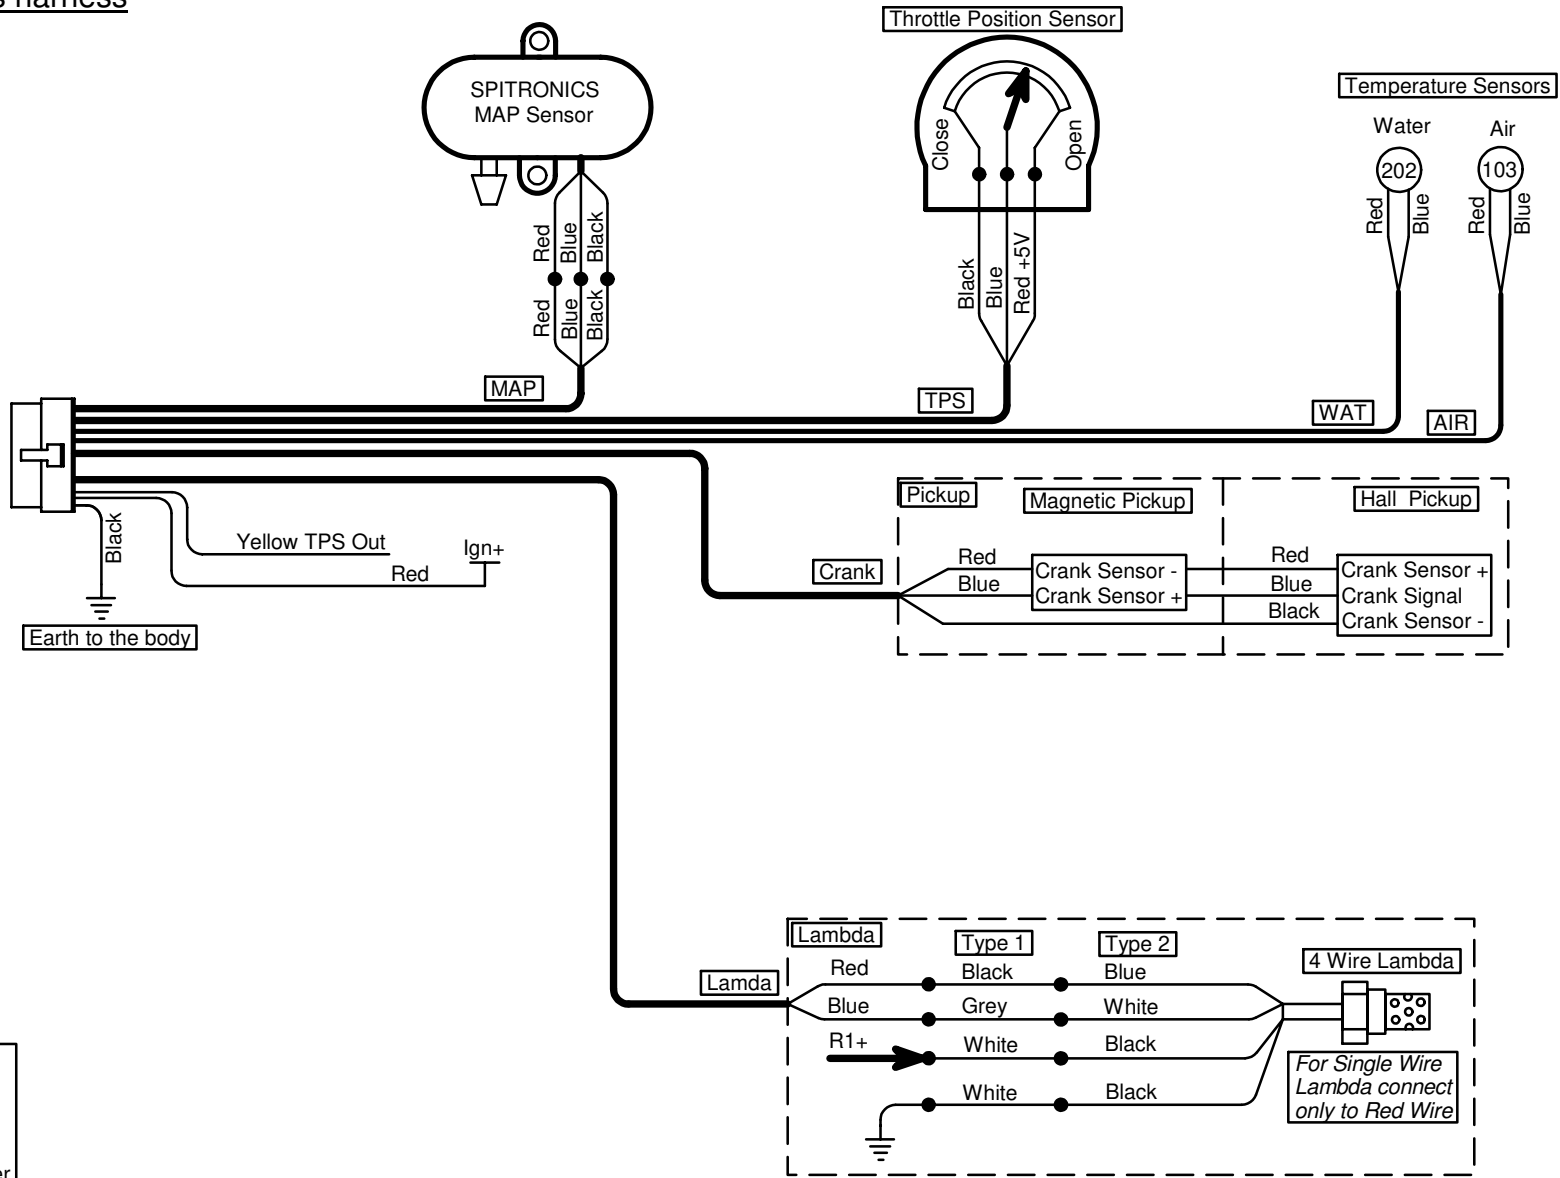 s harness
Throttle Position Sensor
SPITRONICS
MAP Sensor
Temperature Sensors
Water
Air
202
103
Close
Open
Red
Blue
Red
Blue
Red
Blue
Black
Red
Blue
Black
Black
Blue
Red +5V
MAP
TPS
WAT
AIR
Black
Yellow TPS Out
Red
Ign+
Earth to the body
Crank
Pickup
Magnetic Pickup
Hall Pickup
Red
Blue
Crank Sensor -
Crank Sensor +
Red
Blue
Black
Crank Sensor +
Crank Signal
Crank Sensor -
Lamda
Lambda
Type 1
Type 2
4 Wire Lambda
Red
Black
Blue
Blue
Grey
White
R1+
White
Black
White
Black
For Single Wire
Lambda connect
only to Red Wire
er